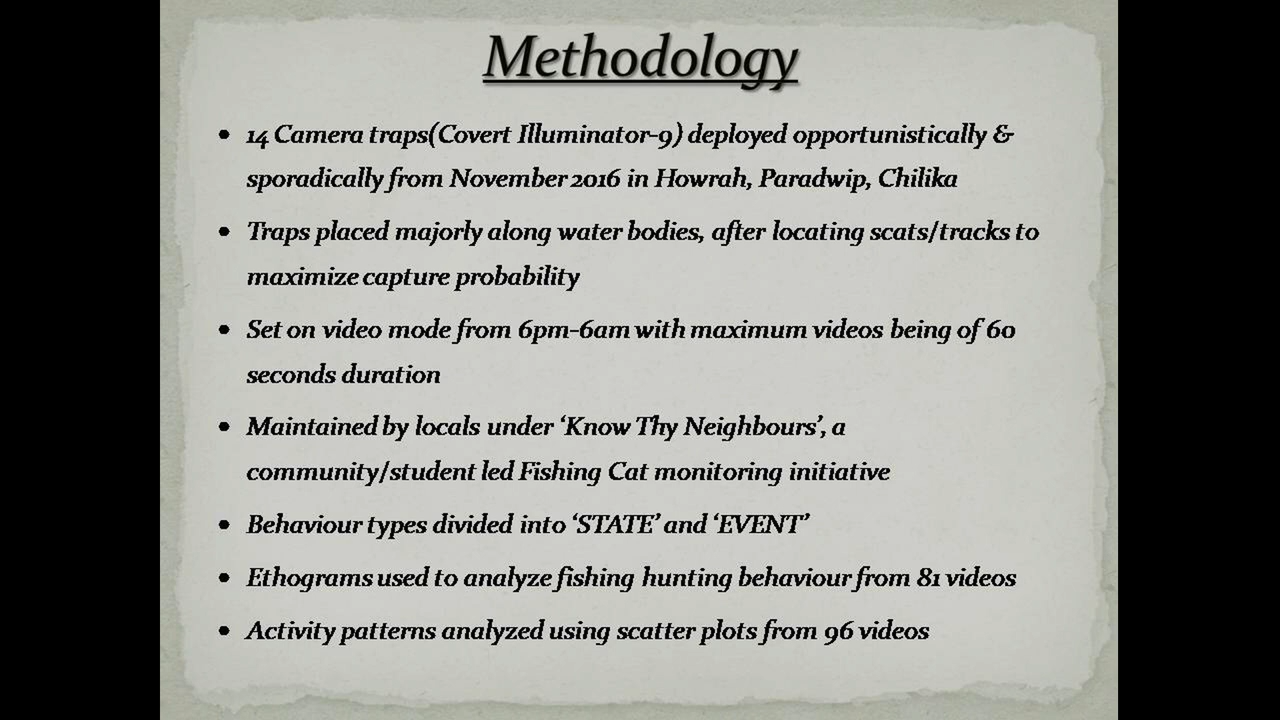 Methodology
• 14 Camera traps(Covert Illuminator-9) deployed opportunistically &
sporadically from November 2016 in Howrah, Paradwip, Chilika
• Traps placed majorly along water bodies, after locating scats/tracks to
maximize capture probability
• Set on video mode from 6pm-6am with maximum videos being of 60
seconds duration
• Maintained by locals under ‘Know Thy Neighbours’, a
community/student led Fishing Cat monitoring initiative
• Behaviour types divided into ‘STATE’ and ‘EVENT’
• Ethograms used to analyze fishing hunting behaviour from 81 videos
• Activity patterns analyzed using scatter plots from 96 videos